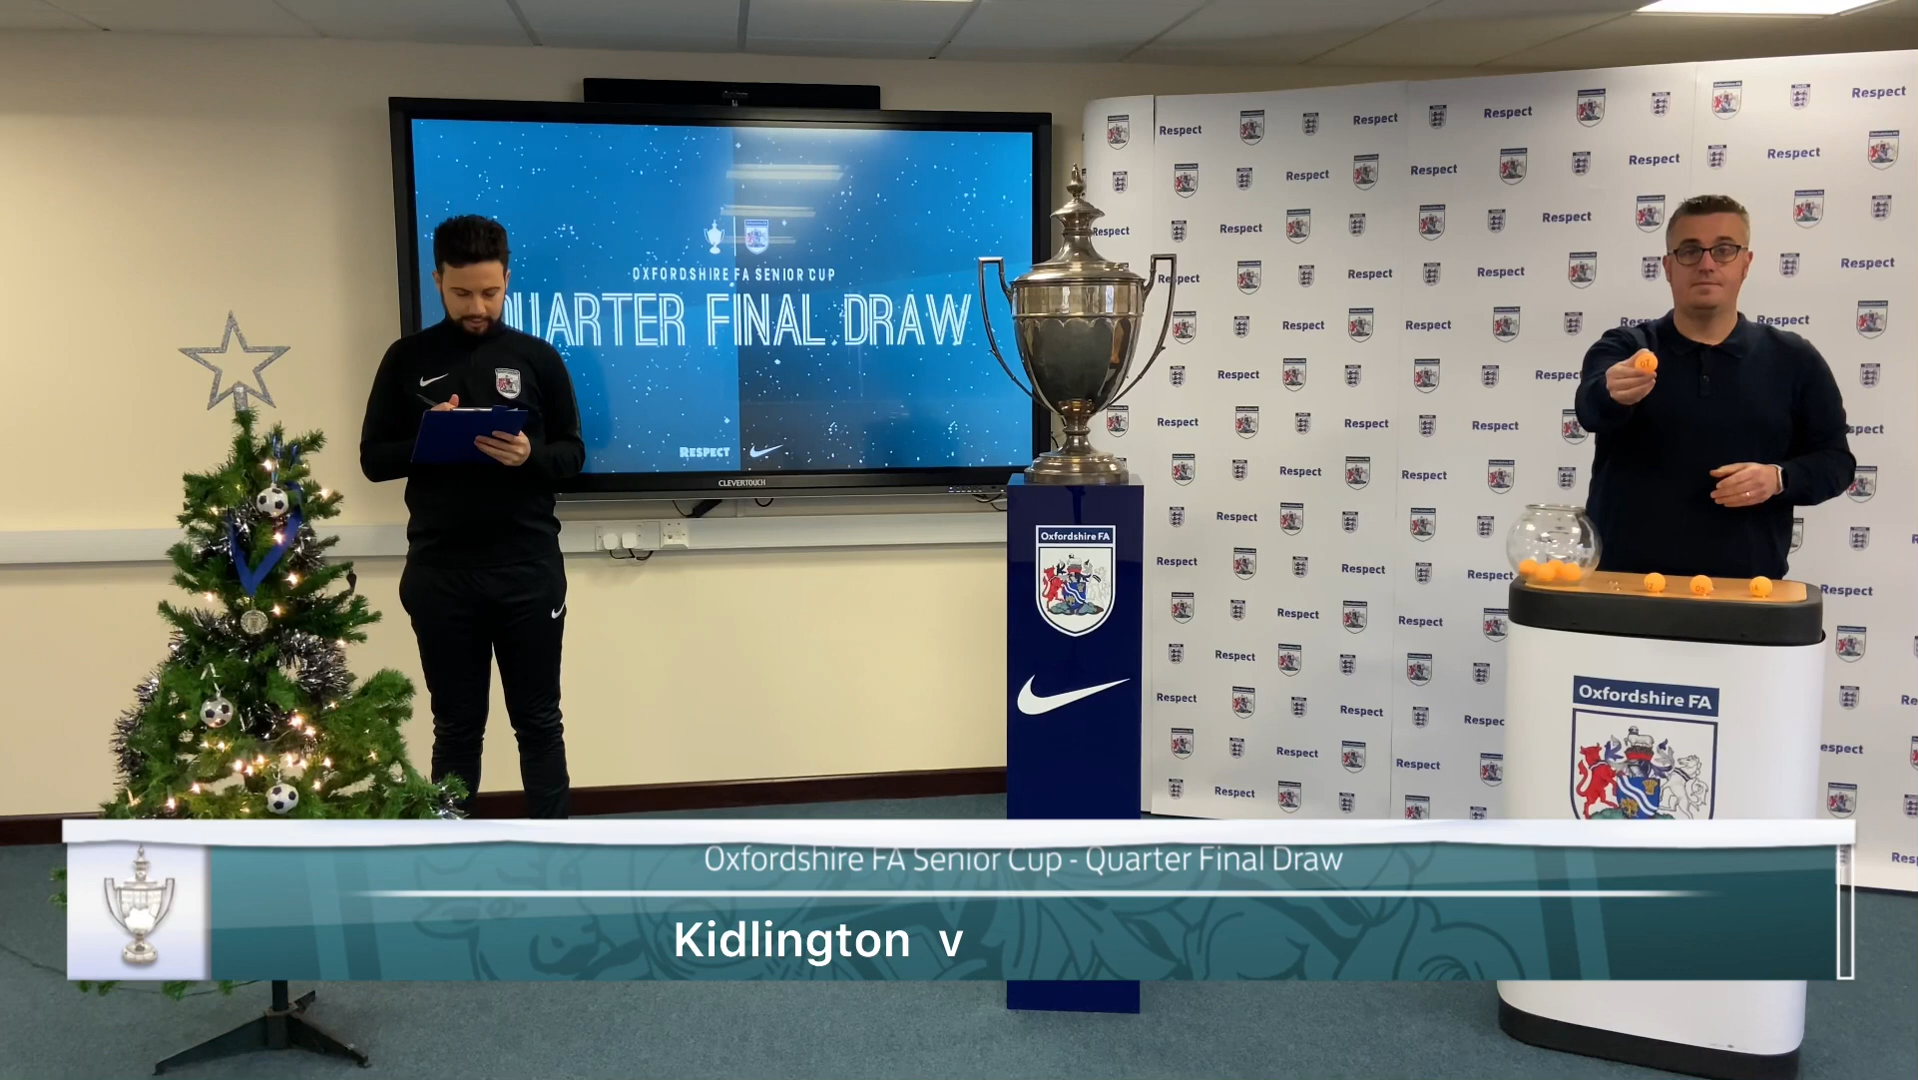 OXFORDSHIRE FA SENIOR CUP
QUARTER FINAL DRAW
RESPECT
CLEVERTOUCH
Respect
Oxfordshire FA
Oxfordshire FA
Oxfordshire FA Senior Cup - Quarter Final Draw
Kidlington v